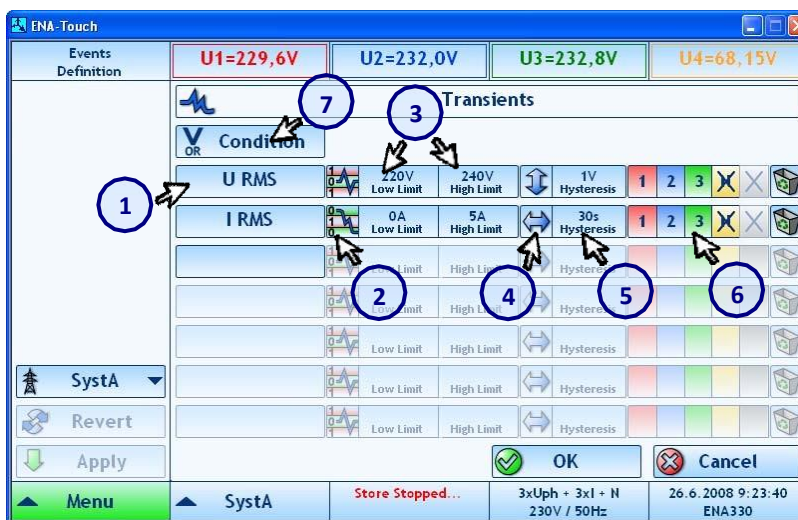 ENA-Touch
Events
Definition
U1=229,6V
U2=232,0V
U3=232,8V
U4=68,15V
Transients
7
3
OR
Condition
1
U RMS
220V
Low Limit
240V
High Limit
1V
Hysteresis
1 2 3
I RMS
0A
Low Limit
5A
High Limit
30s
Hysteresis
1 2 3
2
4
5
6
Low Limit
High Limit
Hysteresis
Low Limit
High Limit
Hysteresis
Low Limit
High Limit
Hysteresis
Low Limit
High Limit
Hysteresis
Low Limit
High Limit
Hysteresis
SystA
Revert
Apply
OK
Cancel
Menu
SystA
Store Stopped...
3xUph + 3xI + N
230V / 50Hz
26.6.2008 9:23:40
ENA330